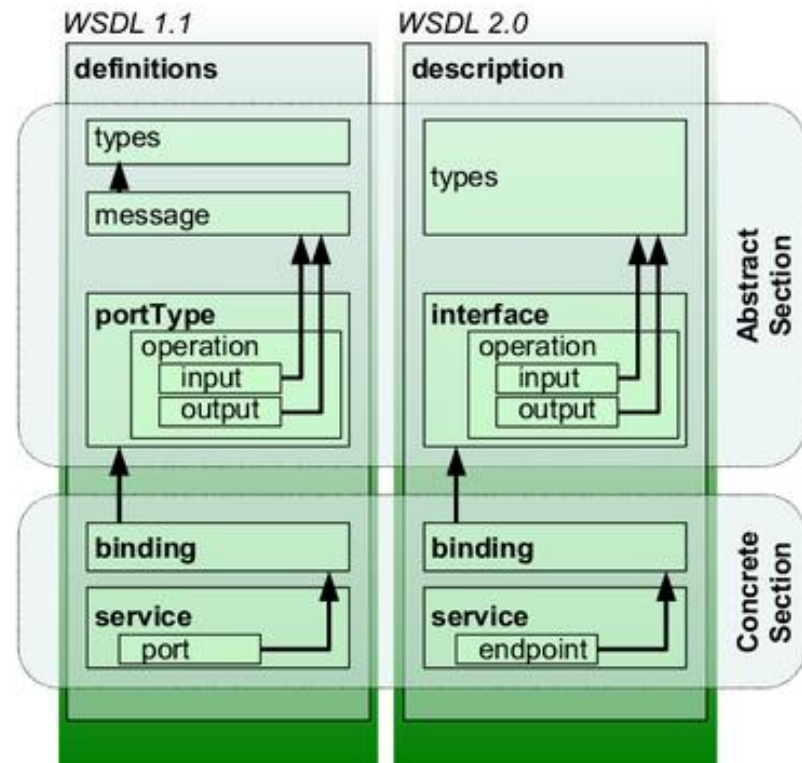 WSDL 1.1
definitions
types
message
portType
operation
input
output
binding
service
port
WSDL 2.0
description
types
interface
operation
input
output
binding
service
endpoint
Abstract
Section
Concrete
Section